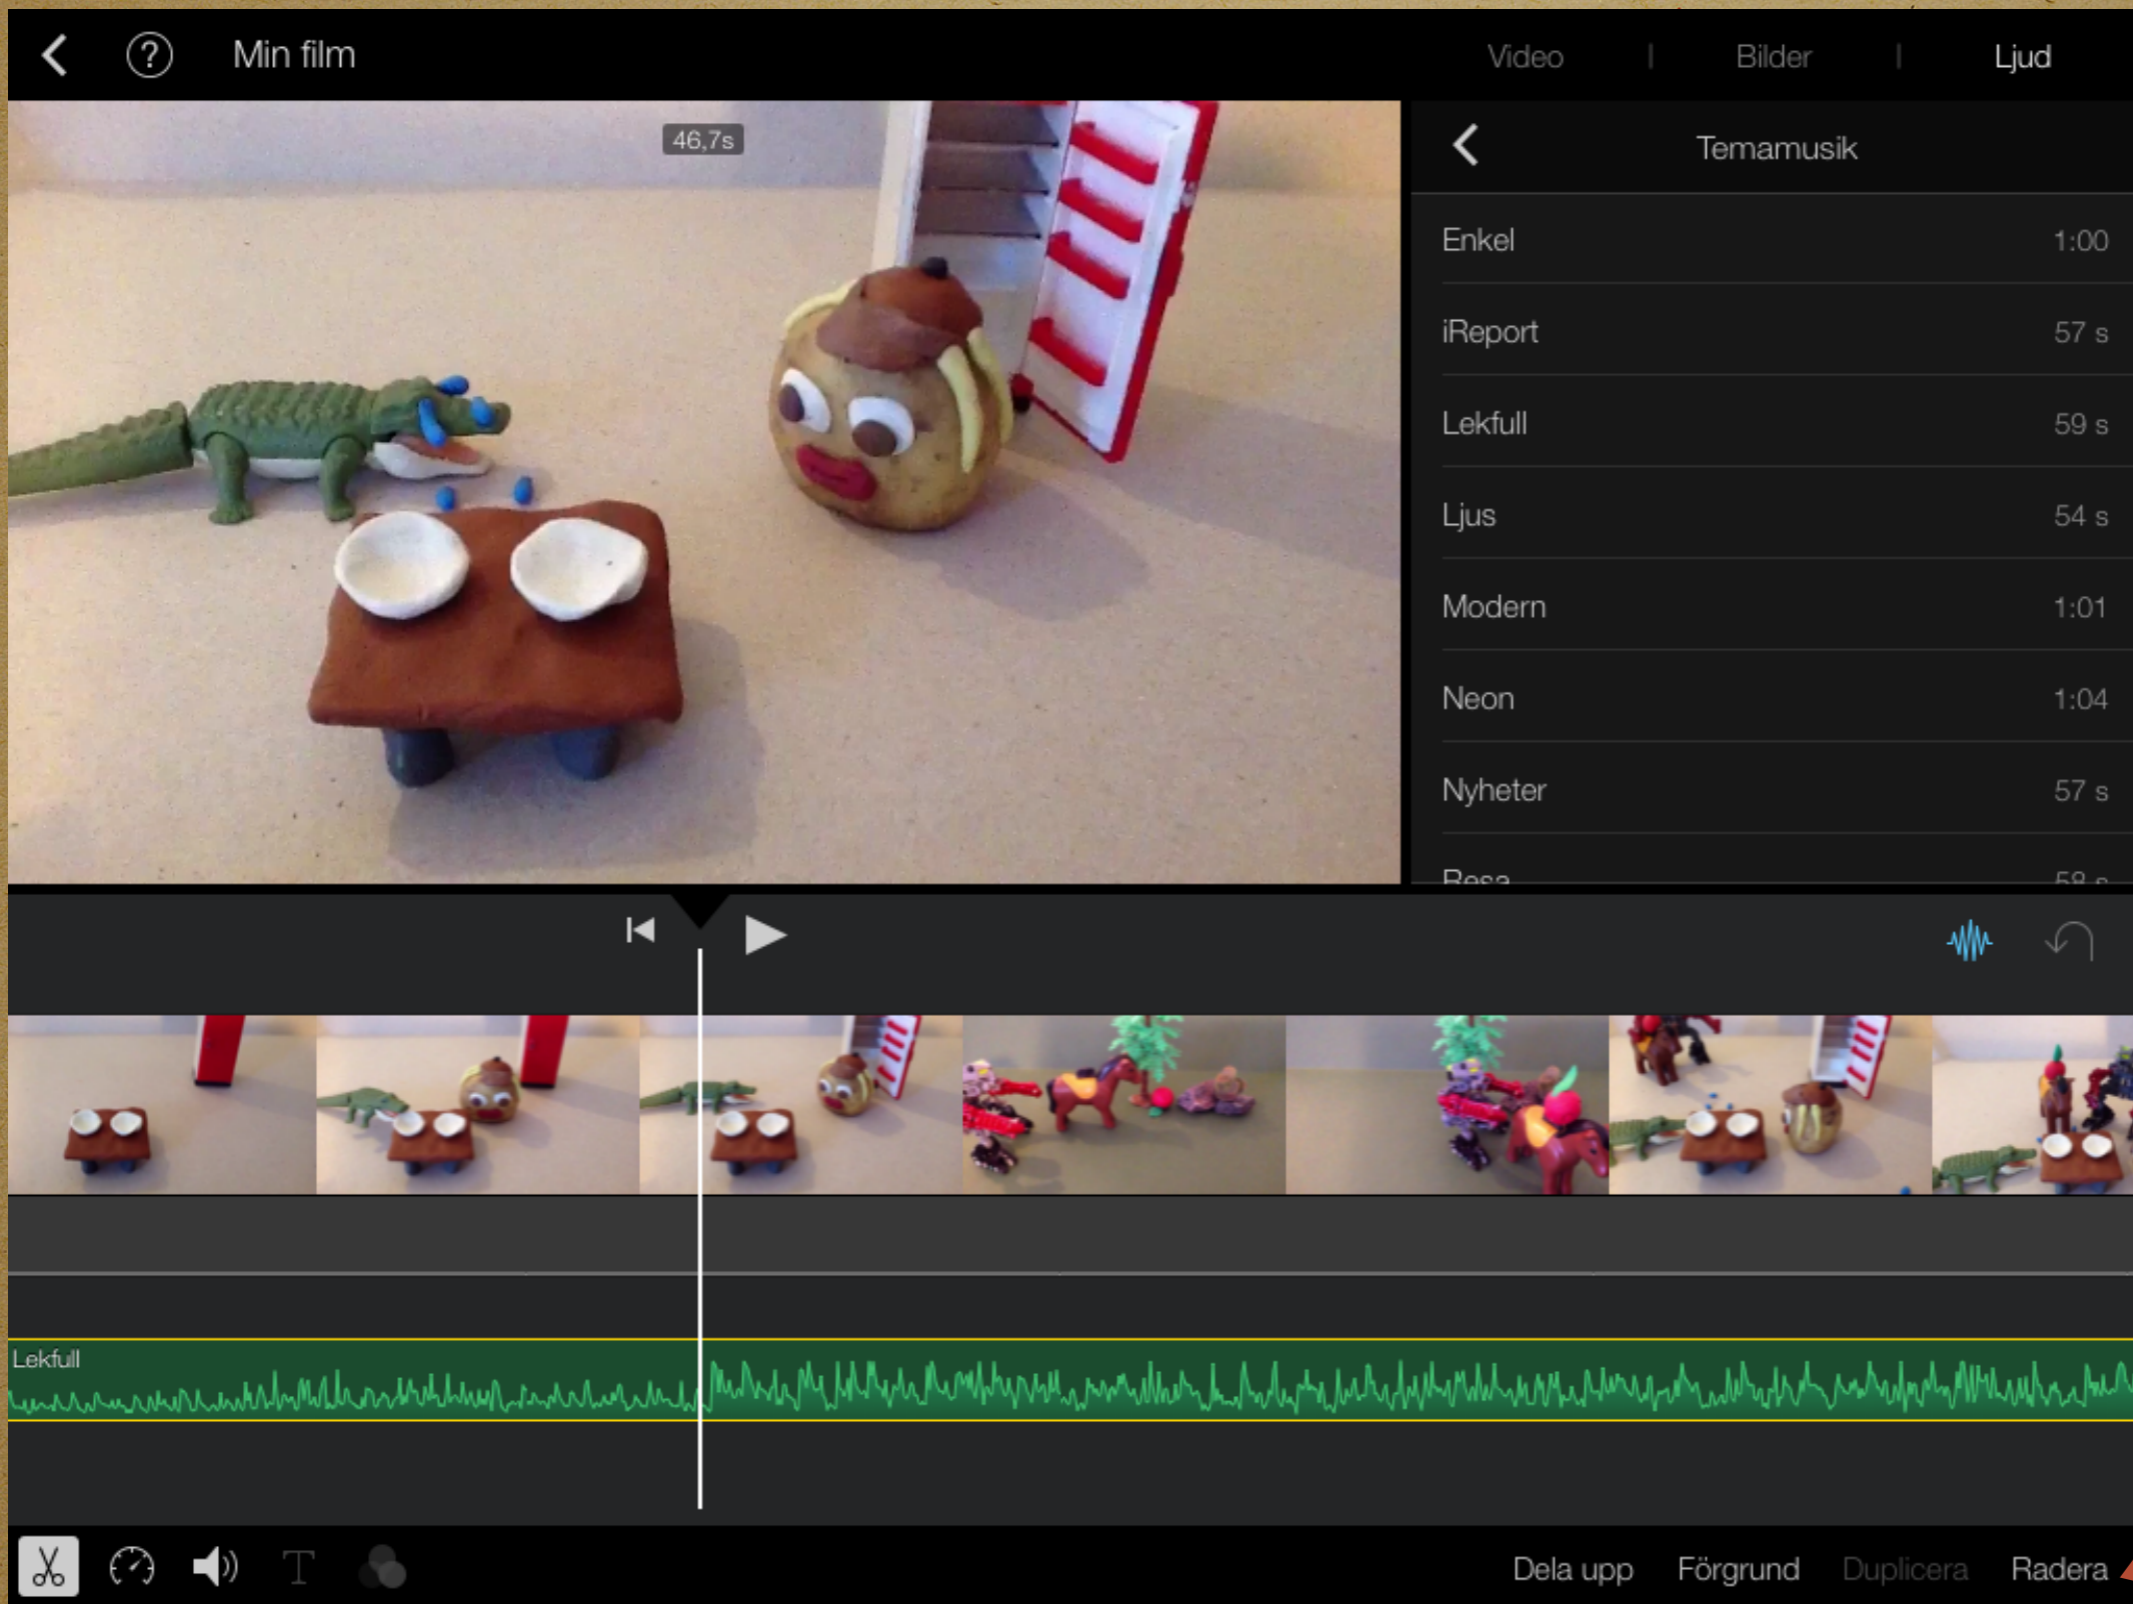 Min film
Video | Bilder | Ljud
46,7s
Temamusik
Enkel 1:00
iReport 57 s
Lekfull 59 s
Ljus 54 s
Modern 1:01
Neon 1:04
Nyheter 57 s
Resa
Lekfull
T
Dela upp Förgrund Duplicera Radera